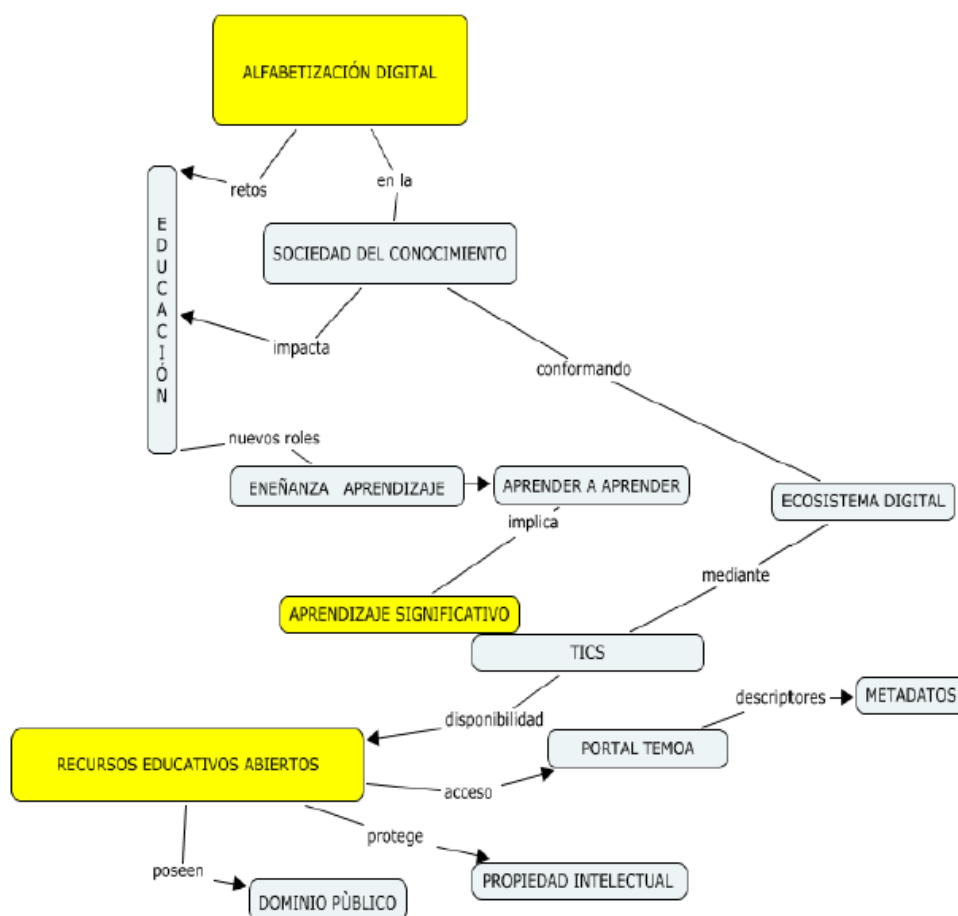 ALFABETIZACIÓN DIGITAL
retos
en la
EDUCACIÓN
SOCIEDAD DEL CONOCIMIENTO
impacta
conformando
nuevos roles
ENEÑANZA APRENDIZAJE
APRENDER A APRENDER
ECOSISTEMA DIGITAL
implica
mediante
APRENDIZAJE SIGNIFICATIVO
TICS
descriptores
METADATOS
disponibilidad
PORTAL TEMOA
RECURSOS EDUCATIVOS ABIERTOS
acceso
protege
poseen
PROPIEDAD INTELECTUAL
DOMINIO PÙBLICO